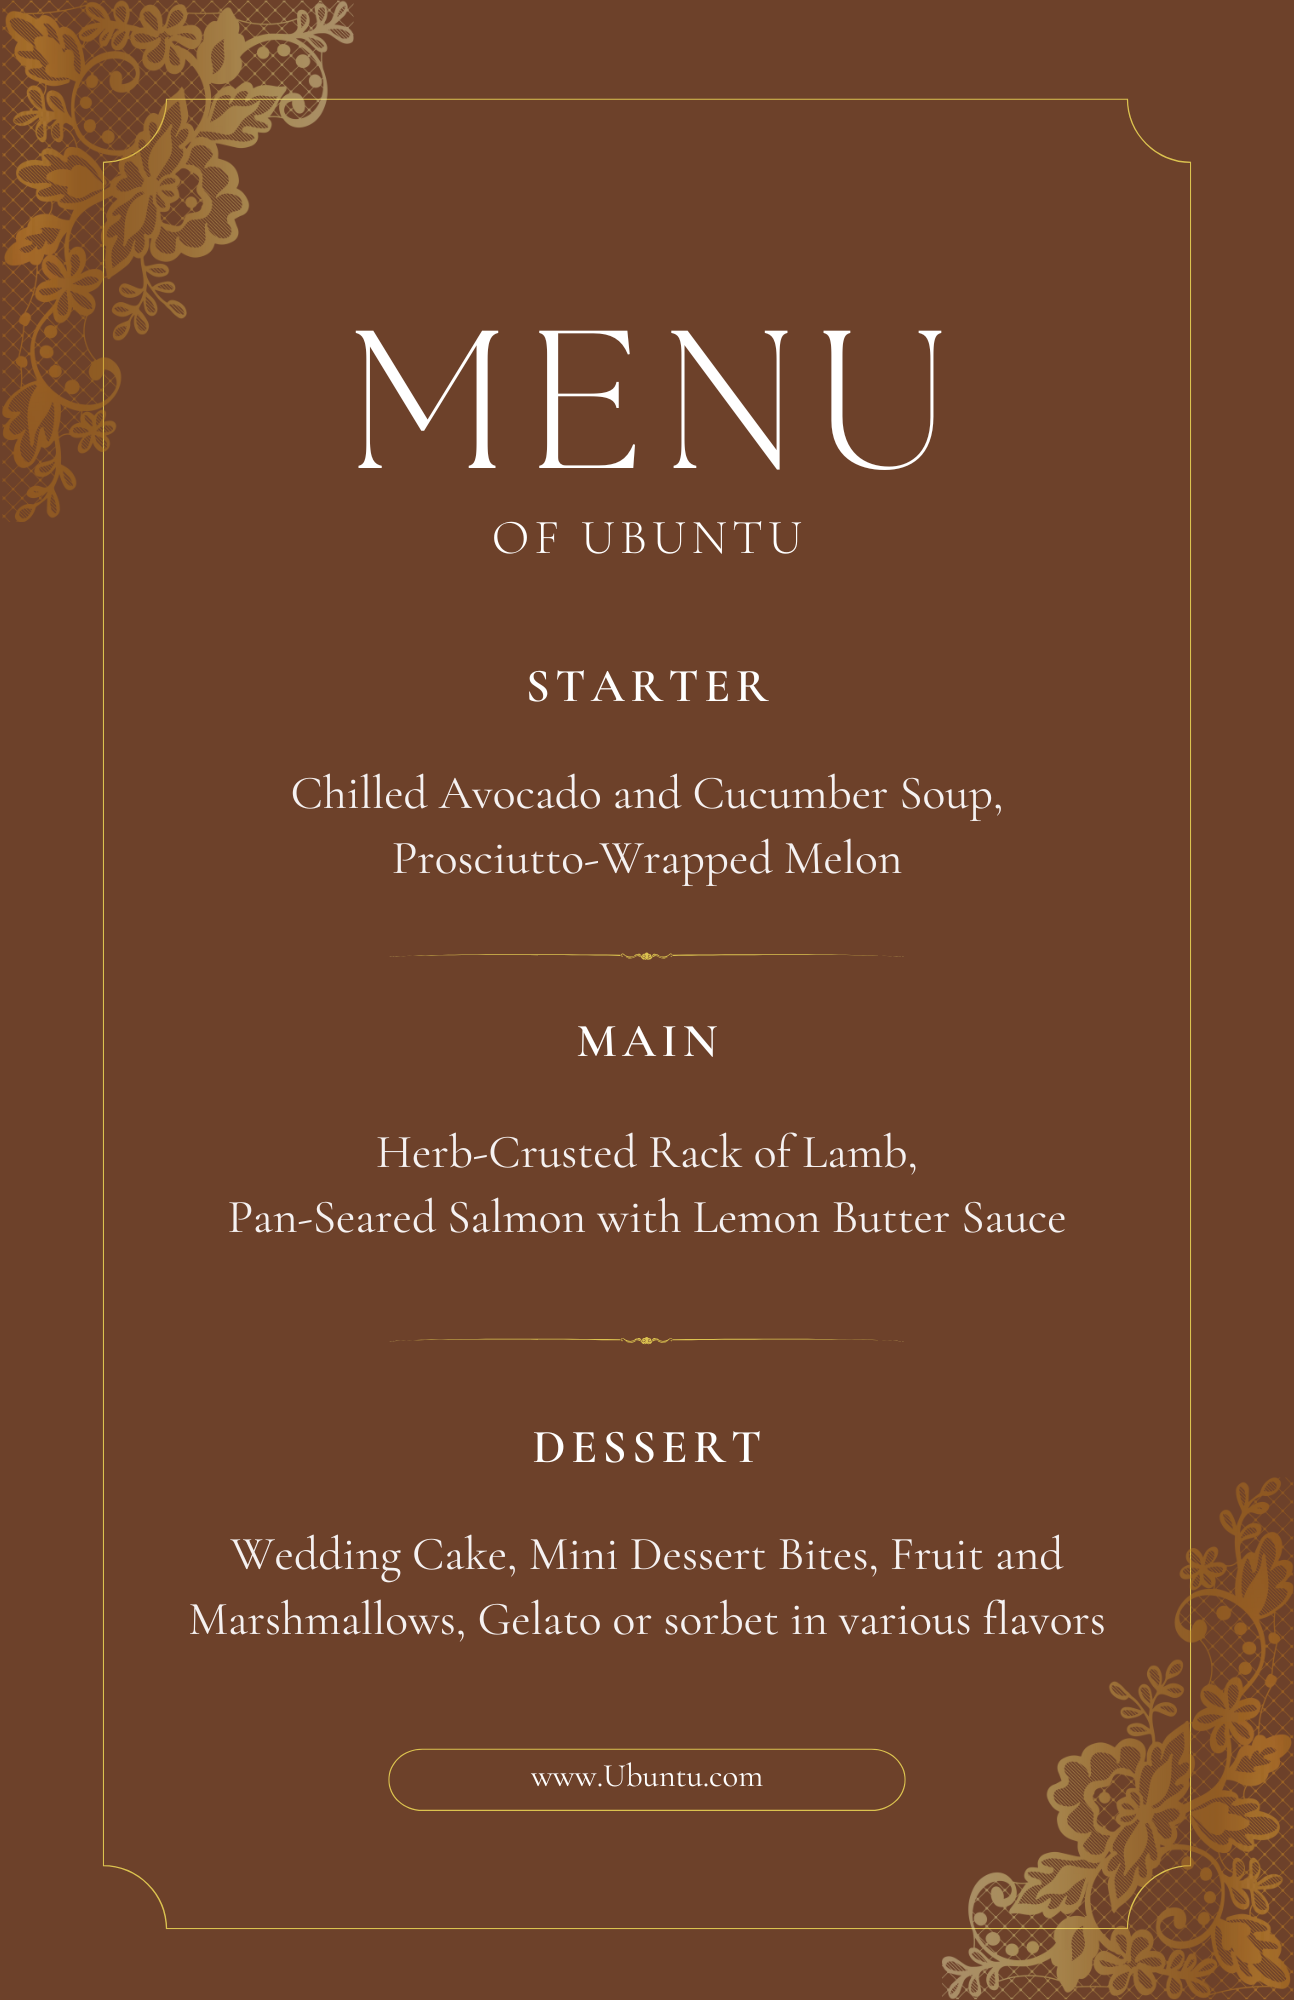 MENU
OF UBUNTU
STARTER
Chilled Avocado and Cucumber Soup,
Prosciutto-Wrapped Melon
MAIN
Herb-Crusted Rack of Lamb,
Pan-Seared Salmon with Lemon Butter Sauce
DESSERT
Wedding Cake, Mini Dessert Bites, Fruit and
Marshmallows, Gelato or sorbet in various flavors
www.Ubuntu.com